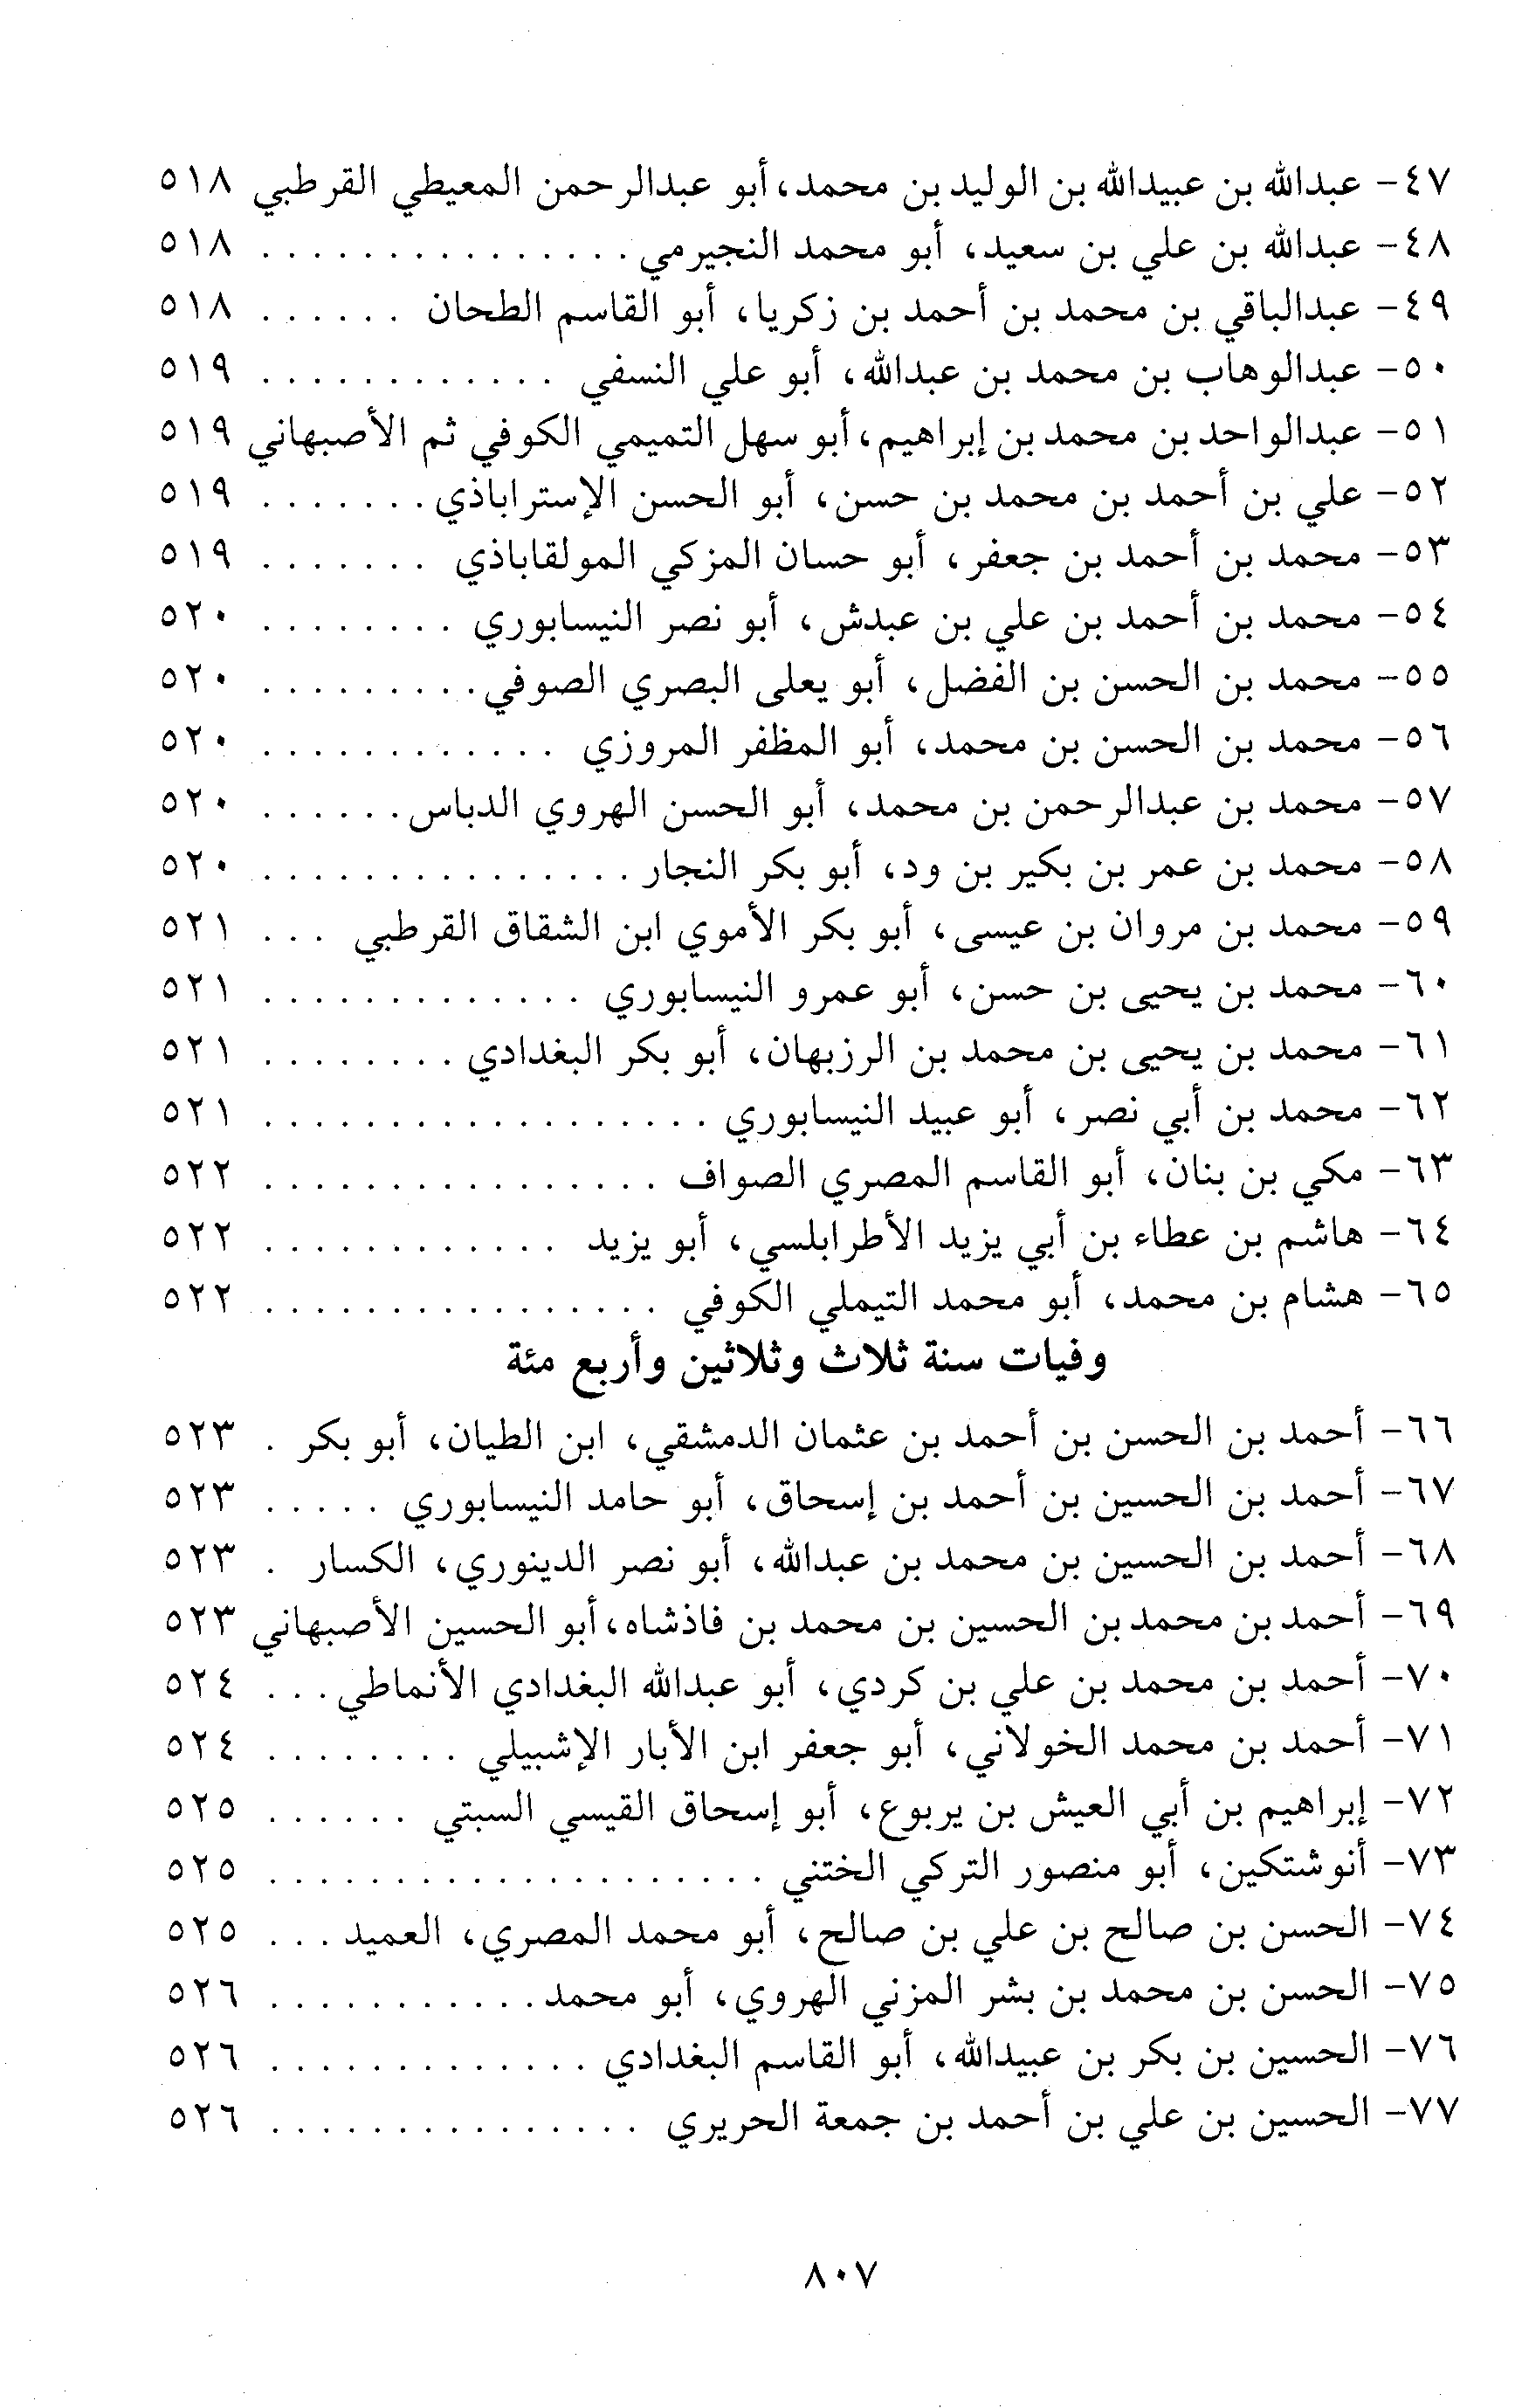 ٤٧- عبدالله بن عبيدالله بن الوليد بن محمد، أبو عبدالرحمن المعيطي القرطبي ٥١٨
٤٨- عبدالله بن علي بن سعيد، أبو محمد النجيرمي . . . . . . . . . . . . . . . ٥١٨
٤٩- عبدالباقي بن محمد بن أحمد بن زكريا، أبو القاسم الطحان . . . . . . ٥١٨
٥٠- عبدالوهاب بن محمد بن عبدالله، أبو علي النسفي . . . . . . . . . . . . ٥١٩
٥١- عبدالواحد بن محمد بن إبراهيم، أبو سهل التميمي الكوفي ثم الأصبهاني ٥١٩
٥٢- علي بن أحمد بن محمد بن حسن، أبو الحسن الإستراباذي . . . . . . . ٥١٩
٥٣- محمد بن أحمد بن جعفر، أبو حسان المزكي المولقاباذي . . . . . . . ٥١٩
٥٤- محمد بن أحمد بن علي بن عبدش، أبو نصر النيسابوري . . . . . . . . ٥٢٠
٥٥- محمد بن الحسن بن الفضل، أبو يعلى البصري الصوفي . . . . . . . . . ٥٢٠
٥٦- محمد بن الحسن بن محمد، أبو المظفر المروزي . . . . . . . . . . . . ٥٢٠
٥٧- محمد بن عبدالرحمن بن محمد، أبو الحسن الهروي الدباس . . . . . . ٥٢٠
٥٨- محمد بن عمر بن بكير بن ود، أبو بكر النجار . . . . . . . . . . . . . . . ٥٢٠
٥٩- محمد بن مروان بن عيسى، أبو بكر الأموي ابن الشقاق القرطبي . . . ٥٢١
٦٠- محمد بن يحيى بن حسن، أبو عمرو النيسابوري . . . . . . . . . . . . . ٥٢١
٦١- محمد بن يحيى بن محمد بن الرزبهان، أبو بكر البغدادي . . . . . . . . ٥٢١
٦٢- محمد بن أبي نصر، أبو عبيد النيسابوري . . . . . . . . . . . . . . . . . . ٥٢١
٦٣- مكي بن بنان، أبو القاسم المصري الصواف . . . . . . . . . . . . . . . . ٥٢٢
٦٤- هاشم بن عطاء بن أبي يزيد الأطرابلسي، أبو يزيد . . . . . . . . . . . . ٥٢٢
٦٥- هشام بن محمد، أبو محمد التيملي الكوفي . . . . . . . . . . . . . . . . ٥٢٢
وفيات سنة ثلاث وثلاثين وأربع مئة
٦٦- أحمد بن الحسن بن أحمد بن عثمان الدمشقي، ابن الطيان، أبو بكر . ٥٢٣
٦٧- أحمد بن الحسين بن أحمد بن إسحاق، أبو حامد النيسابوري . . . . . ٥٢٣
٦٨- أحمد بن الحسين بن محمد بن عبدالله، أبو نصر الدينوري، الكسار . ٥٢٣
٦٩- أحمد بن محمد بن الحسين بن محمد بن فاذشاه، أبو الحسين الأصبهاني ٥٢٣
٧٠- أحمد بن محمد بن علي بن كردي، أبو عبدالله البغدادي الأنماطي . . . ٥٢٤
٧١- أحمد بن محمد الخولاني، أبو جعفر ابن الأبار الإشبيلي . . . . . . . . ٥٢٤
٧٢- إبراهيم بن أبي العيش بن يربوع، أبو إسحاق القيسي السبتي . . . . . . ٥٢٥
٧٣- أنوشتكين، أبو منصور التركي الختني . . . . . . . . . . . . . . . . . . . . ٥٢٥
٧٤- الحسن بن صالح بن علي بن صالح، أبو محمد المصري، العميد . . . ٥٢٥
٧٥- الحسن بن محمد بن بشر المزني الهروي، أبو محمد . . . . . . . . . . . ٥٢٦
٧٦- الحسين بن بكر بن عبيدالله، أبو القاسم البغدادي . . . . . . . . . . . . . ٥٢٦
٧٧- الحسين بن علي بن أحمد بن جمعة الحريري . . . . . . . . . . . . . . . ٥٢٦
٨٠٧